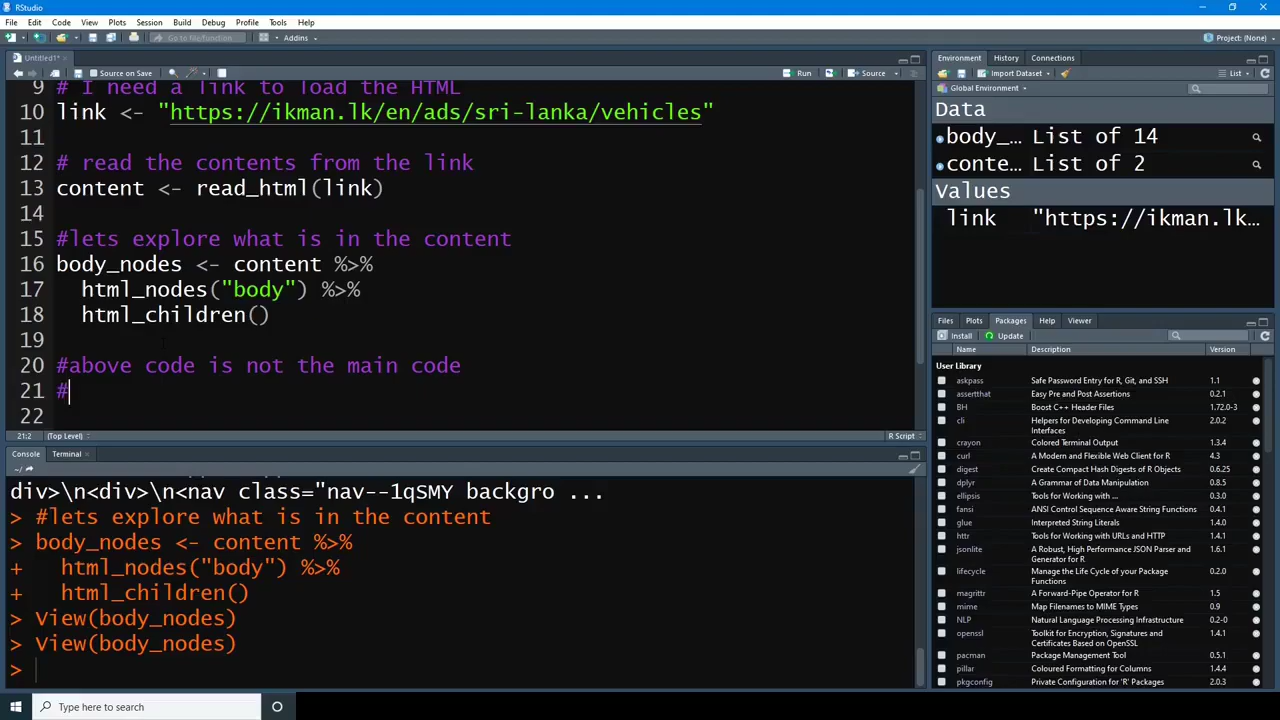 RStudio
File Edit Code View Plots Session Build Debug Profile Tools Help
Go to file/function Addins Project: (None)
Untitled1*
Source on Save Run Source
9 # I need a link to load the HTML
10 link <- "https://ikman.lk/en/ads/sri-lanka/vehicles"
11
12 # read the contents from the link
13 content <- read_html(link)
14
15 #lets explore what is in the content
16 body_nodes <- content %>%
17 html_nodes("body") %>%
18 html_children()
19
20 #above code is not the main code
21 #
22
21:2 (Top Level) R Script
Console Terminal
~/
div>\n<div>\n<nav class="nav--1qSMY backgro ...
> #lets explore what is in the content
> body_nodes <- content %>%
+ html_nodes("body") %>%
+ html_children()
> View(body_nodes)
> View(body_nodes)
>
Environment History Connections
Import Dataset List
Global Environment
Data
body_… List of 14
conte… List of 2
Values
link "https://ikman.lk…
Files Plots Packages Help Viewer
Install Update
Name Description Version
User Library
askpass Safe Password Entry for R, Git, and SSH 1.1
assertthat Easy Pre and Post Assertions 0.2.1
BH Boost C++ Header Files 1.72.0-3
cli Helpers for Developing Command Line Interfaces 2.0.2
crayon Colored Terminal Output 1.3.4
curl A Modern and Flexible Web Client for R 4.3
digest Create Compact Hash Digests of R Objects 0.6.25
dplyr A Grammar of Data Manipulation 0.8.5
ellipsis Tools for Working with ... 0.3.0
fansi ANSI Control Sequence Aware String Functions 0.4.1
glue Interpreted String Literals 1.4.0
httr Tools for Working with URLs and HTTP 1.4.1
jsonlite A Robust, High Performance JSON Parser and Generator for R 1.6.1
lifecycle Manage the Life Cycle of your Package Functions 0.2.0
magrittr A Forward-Pipe Operator for R 1.5
mime Map Filenames to MIME Types 0.9
NLP Natural Language Processing Infrastructure 0.2-0
openssl Toolkit for Encryption, Signatures and Certificates Based on OpenSSL 1.4.1
pacman Package Management Tool 0.5.1
pillar Coloured Formatting for Columns 1.4.4
pkgconfig Private Configuration for 'R' Packages 2.0.3
Type here to search